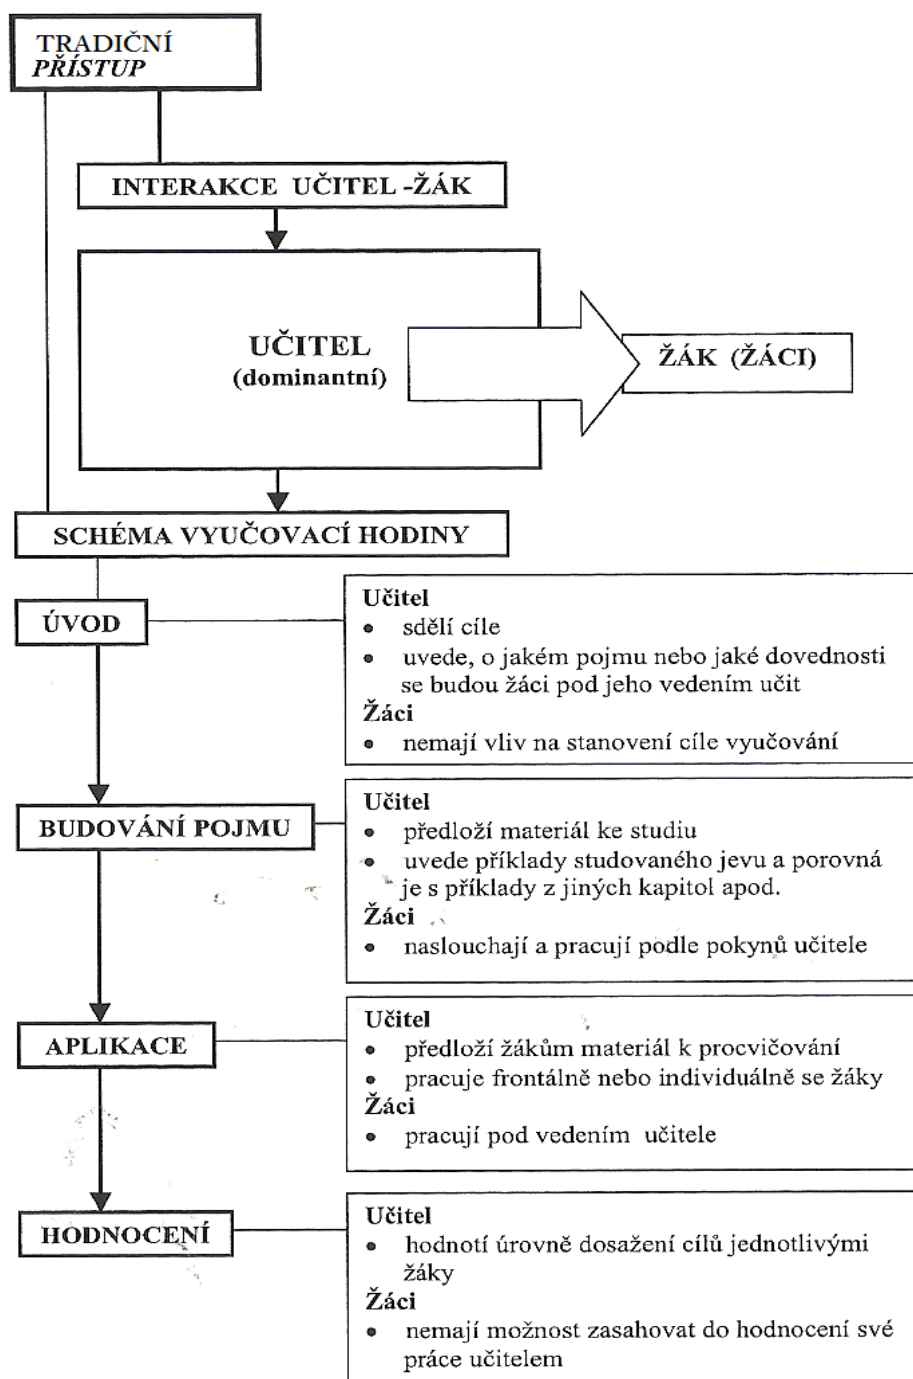 TRADIČNÍ
PŘÍSTUP
INTERAKCE UČITEL -ŽÁK
UČITEL
(dominantní)
ŽÁK (ŽÁCI)
SCHÉMA VYUČOVACÍ HODINY
ÚVOD
Učitel
• sdělí cíle
• uvede, o jakém pojmu nebo jaké dovednosti
se budou žáci pod jeho vedením učit
Žáci
• nemají vliv na stanovení cíle vyučování
BUDOVÁNÍ POJMU
Učitel
• předloží materiál ke studiu
• uvede příklady studovaného jevu a porovná
je s příklady z jiných kapitol apod.
Žáci
• naslouchají a pracují podle pokynů učitele
APLIKACE
Učitel
• předloží žákům materiál k procvičování
• pracuje frontálně nebo individuálně se žáky
Žáci
• pracují pod vedením učitele
HODNOCENÍ
Učitel
• hodnotí úrovně dosažení cílů jednotlivými
žáky
Žáci
• nemají možnost zasahovat do hodnocení své
práce učitelem